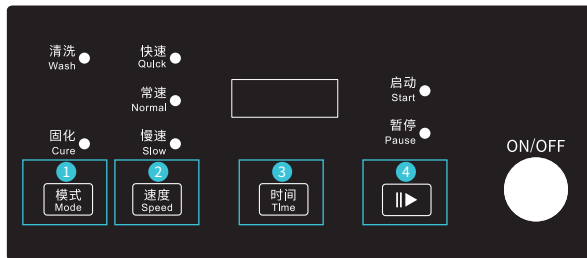 清洗
Wash
快速
QuIck
常速
Normal
启动
Start
固化
Cure
慢速
Slow
暂停
Pause
ON/OFF
1
模式
Mode
2
速度
Speed
3
时间
TIme
4